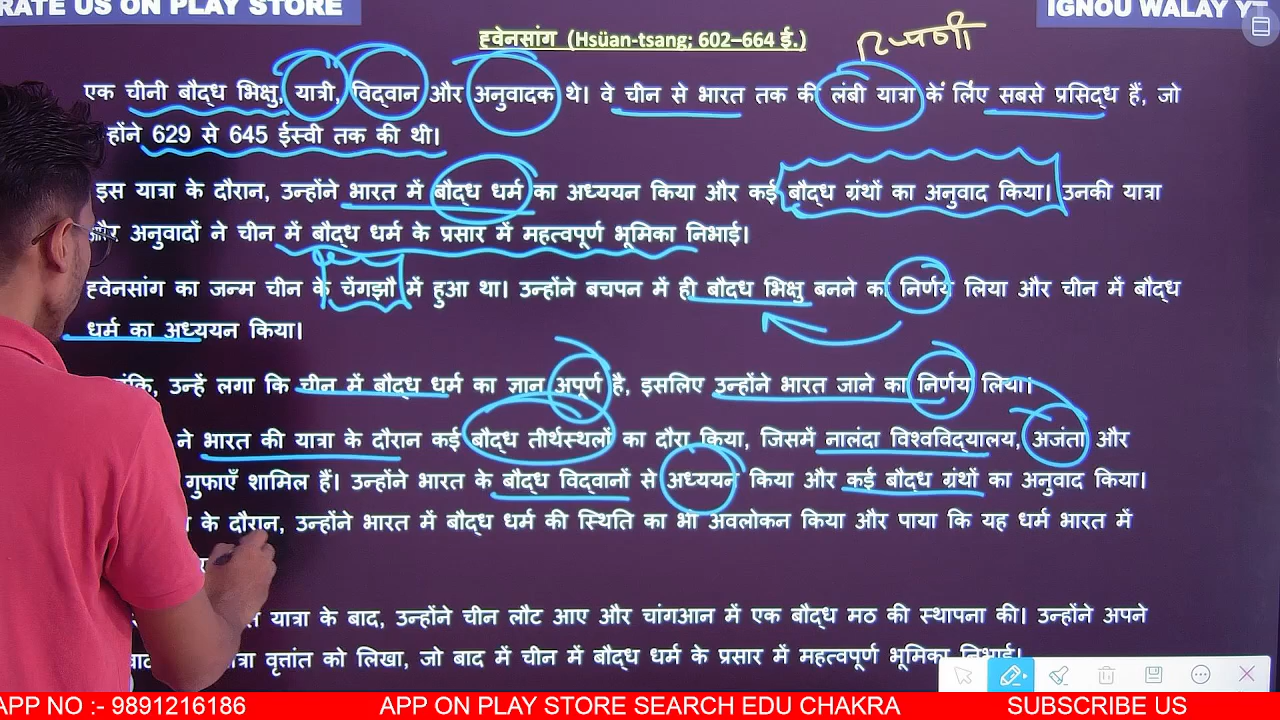 RATE US ON PLAY STORE
IGNOU WALAY YT
ह्वेनसांग (Hsüan-tsang; 602–664 ई.)
टिप्पणी
एक चीनी बौद्ध भिक्षु, यात्री, विद्वान और अनुवादक थे। वे चीन से भारत तक की लंबी यात्रा के लिए सबसे प्रसिद्ध हैं, जो
होंने 629 से 645 ईस्वी तक की थी।
इस यात्रा के दौरान, उन्होंने भारत में बौद्ध धर्म का अध्ययन किया और कई बौद्ध ग्रंथों का अनुवाद किया। उनकी यात्रा
और अनुवादों ने चीन में बौद्ध धर्म के प्रसार में महत्वपूर्ण भूमिका निभाई।
ह्वेनसांग का जन्म चीन के चेंगझौ में हुआ था। उन्होंने बचपन में ही बौद्ध भिक्षु बनने का निर्णय लिया और चीन में बौद्ध
धर्म का अध्ययन किया।
उन्हें लगा कि चीन में बौद्ध धर्म का ज्ञान अपूर्ण है, इसलिए उन्होंने भारत जाने का निर्णय लिया।
ने भारत की यात्रा के दौरान कई बौद्ध तीर्थस्थलों का दौरा किया, जिसमें नालंदा विश्वविद्यालय, अजंता और
गुफाएँ शामिल हैं। उन्होंने भारत के बौद्ध विद्वानों से अध्ययन किया और कई बौद्ध ग्रंथों का अनुवाद किया।
के दौरान, उन्होंने भारत में बौद्ध धर्म की स्थिति का भी अवलोकन किया और पाया कि यह धर्म भारत में
यात्रा के बाद, उन्होंने चीन लौट आए और चांगआन में एक बौद्ध मठ की स्थापना की। उन्होंने अपने
वृत्तांत को लिखा, जो बाद में चीन में बौद्ध धर्म के प्रसार में महत्वपूर्ण भूमिका निभाई।
APP NO :- 9891216186 APP ON PLAY STORE SEARCH EDU CHAKRA SUBSCRIBE US